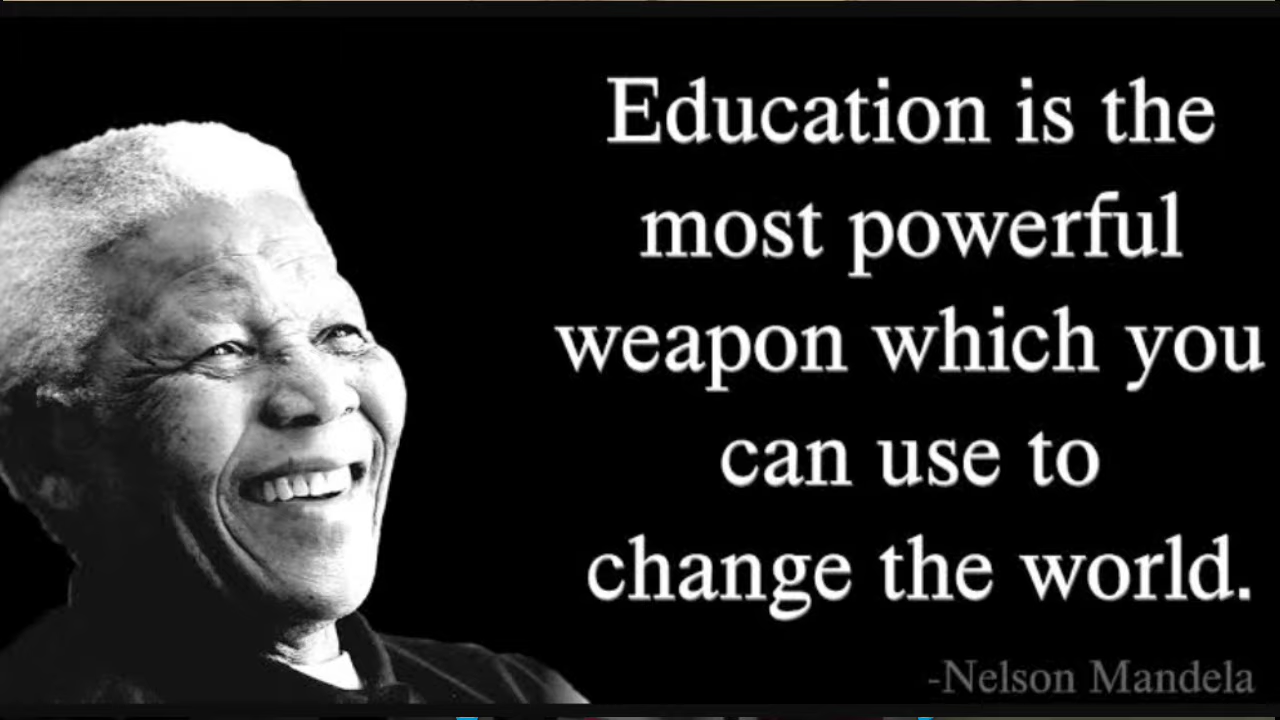 Education is the
most powerful
weapon which you
can use to
change the world.
-Nelson Mandela